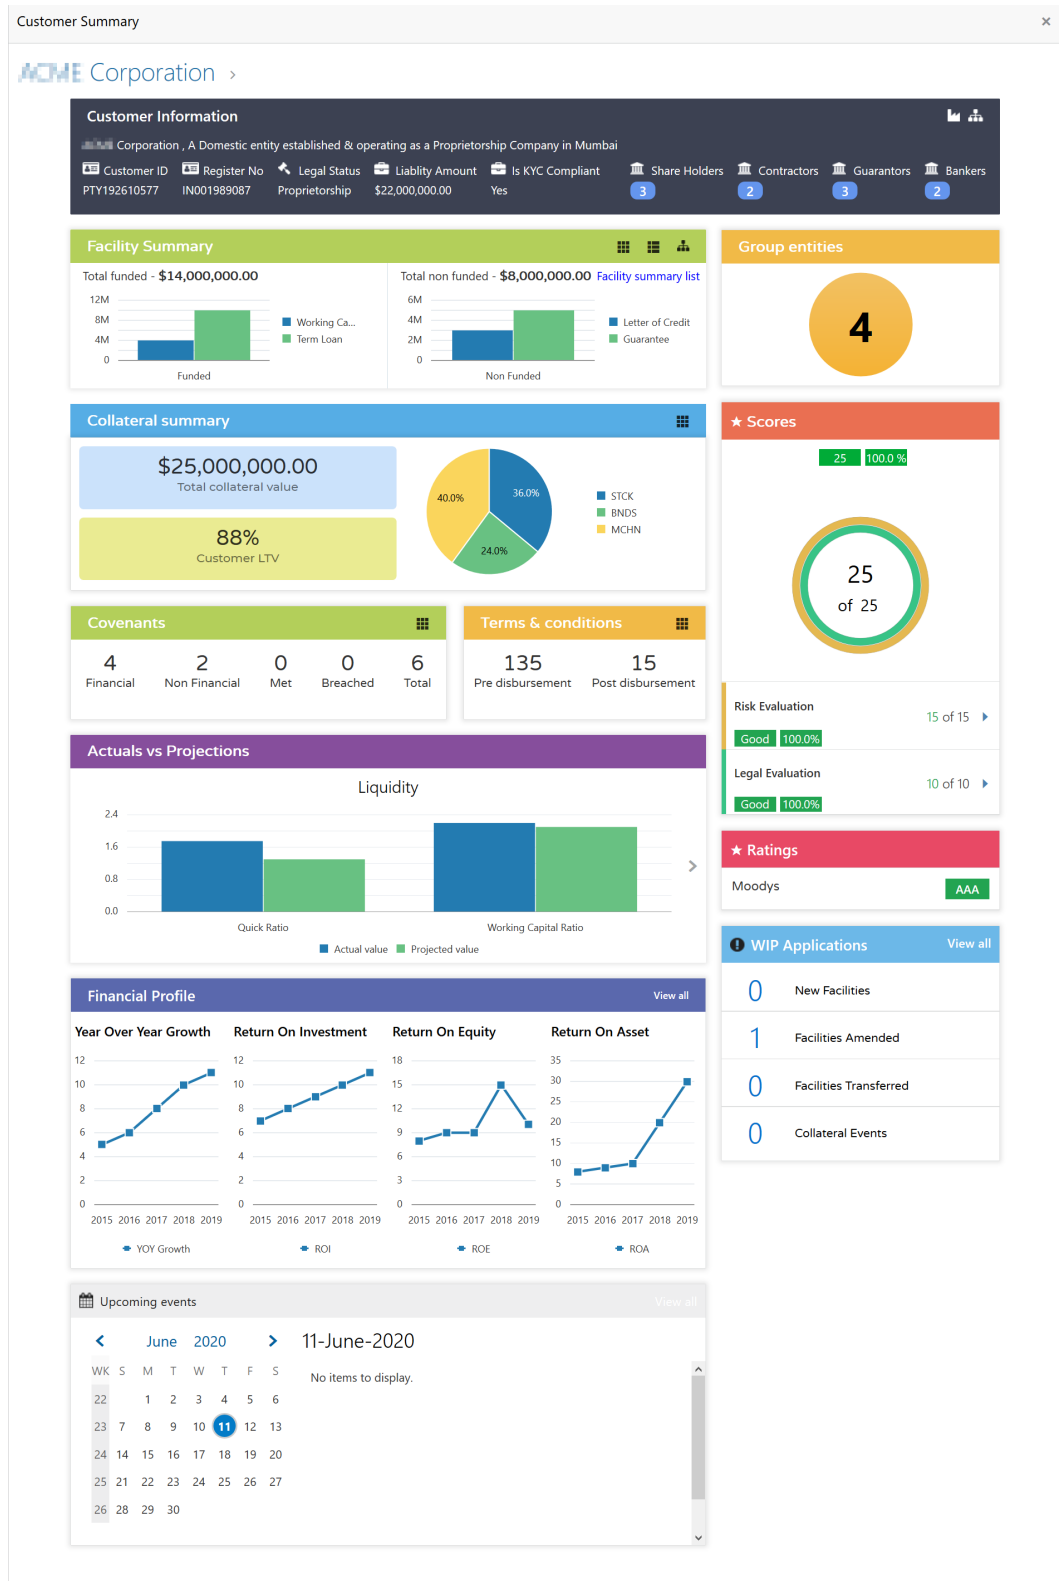 Customer Summary ×
ACME Corporation ›
Customer Information
Corporation , A Domestic entity established & operating as a Proprietorship Company in Mumbai
Customer ID Register No Legal Status Liablity Amount Is KYC Compliant Share Holders Contractors Guarantors Bankers
PTY192610577 IN001989087 Proprietorship $22,000,000.00 Yes 3 2 3 2
Facility Summary
Total funded - $14,000,000.00
12M
8M
4M
0
Funded
Working Ca...
Term Loan
Total non funded - $8,000,000.00 Facility summary list
6M
4M
2M
0
Non Funded
Letter of Credit
Guarantee
Group entities
4
Collateral summary
$25,000,000.00
Total collateral value
88%
Customer LTV
40.0%
36.0%
24.0%
STCK
BNDS
MCHN
Scores
25 100.0 %
25
of 25
Risk Evaluation
15 of 15
Good 100.0%
Legal Evaluation
10 of 10
Good 100.0%
Covenants
4 2 0 0 6
Financial Non Financial Met Breached Total
Terms & conditions
135 15
Pre disbursement Post disbursement
Actuals vs Projections
Liquidity
2.4
1.6
0.8
0.0
Quick Ratio Working Capital Ratio
Actual value Projected value
Ratings
Moodys AAA
WIP Applications View all
0 New Facilities
1 Facilities Amended
0 Facilities Transferred
0 Collateral Events
Financial Profile View all
Year Over Year Growth
12
10
8
6
4
2
0
2015 2016 2017 2018 2019
YOY Growth
Return On Investment
12
10
8
6
4
2
0
2015 2016 2017 2018 2019
ROI
Return On Equity
18
15
12
9
6
3
0
2015 2016 2017 2018 2019
ROE
Return On Asset
35
30
25
20
15
10
5
0
2015 2016 2017 2018 2019
ROA
Upcoming events View all
June 2020
WK S M T W T F S
22 1 2 3 4 5 6
23 7 8 9 10 11 12 13
24 14 15 16 17 18 19 20
25 21 22 23 24 25 26 27
26 28 29 30
11-June-2020
No items to display.